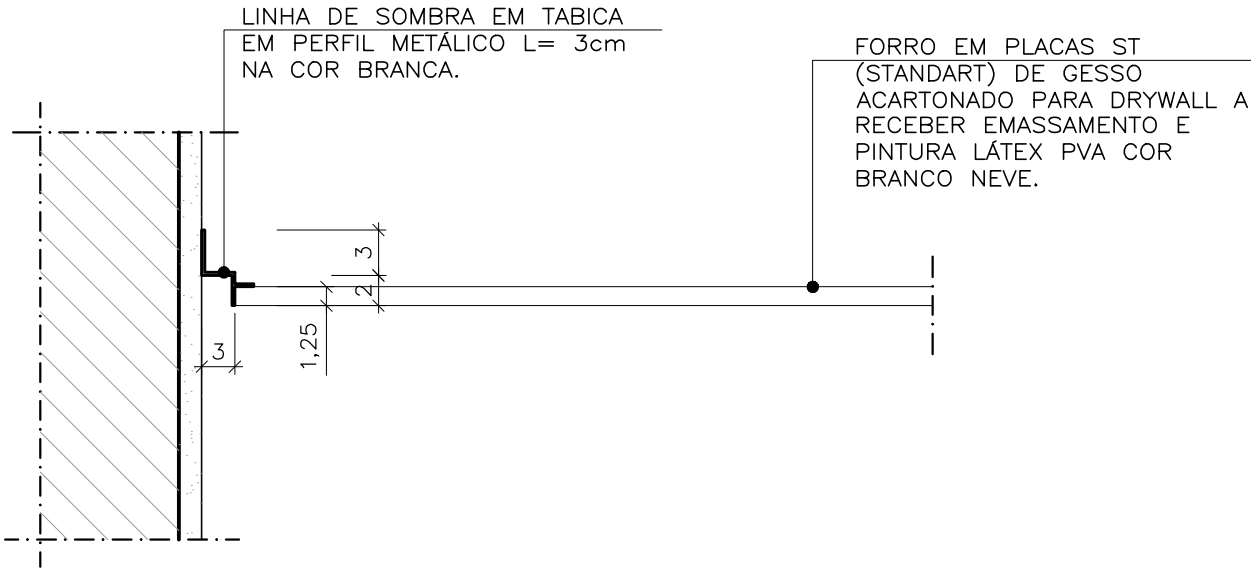 LINHA DE SOMBRA EM TABICA
EM PERFIL METÁLICO L= 3cm
NA COR BRANCA.
FORRO EM PLACAS ST
(STANDART) DE GESSO
ACARTONADO PARA DRYWALL A
RECEBER EMASSAMENTO E
PINTURA LÁTEX PVA COR
BRANCO NEVE.
3
2
1,25
3